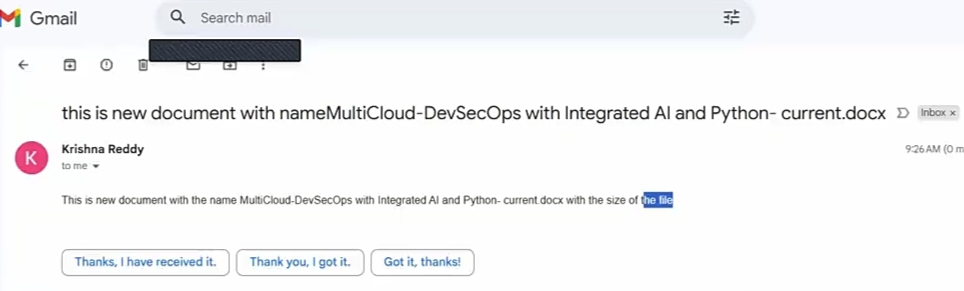 Gmail
Search mail
this is new document with nameMultiCloud-DevSecOps with Integrated AI and Python- current.docx
Inbox ×
Krishna Reddy
9:26 AM (0 m
to me
This is new document with the name MultiCloud-DevSecOps with Integrated AI and Python- current.docx with the size of the file
Thanks, I have received it.
Thank you, I got it.
Got it, thanks!
K